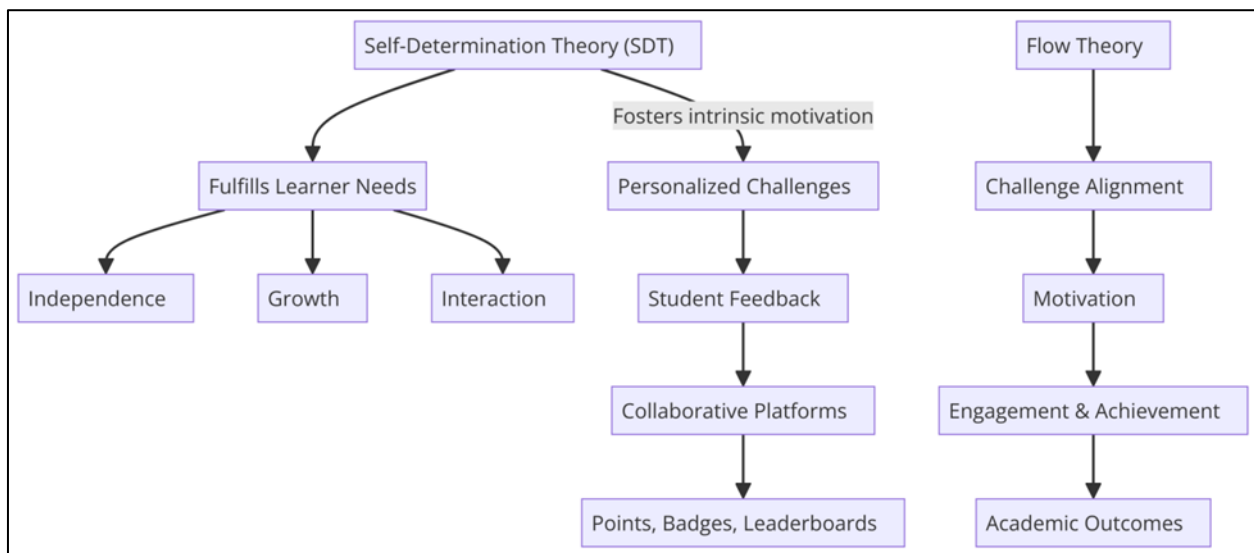 Self-Determination Theory (SDT)
Flow Theory
Fosters intrinsic motivation
Fulfills Learner Needs
Personalized Challenges
Challenge Alignment
Independence
Growth
Interaction
Student Feedback
Motivation
Collaborative Platforms
Engagement & Achievement
Points, Badges, Leaderboards
Academic Outcomes